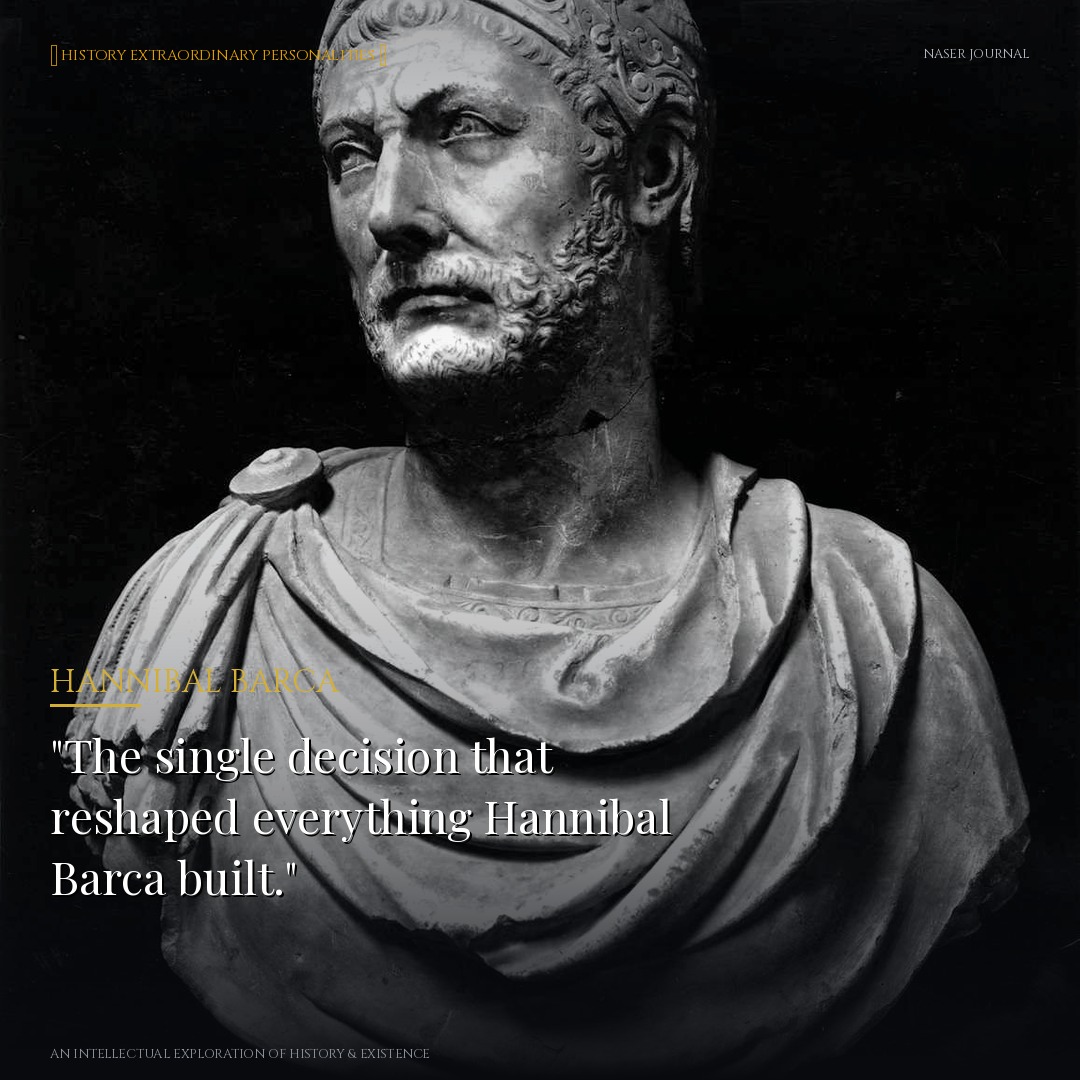 HISTORY EXTRAORDINARY PERSONALITIES
NASER JOURNAL
HANNIBAL BARCA
"The single decision that
reshaped everything Hannibal
Barca built."
AN INTELLECTUAL EXPLORATION OF HISTORY & EXISTENCE